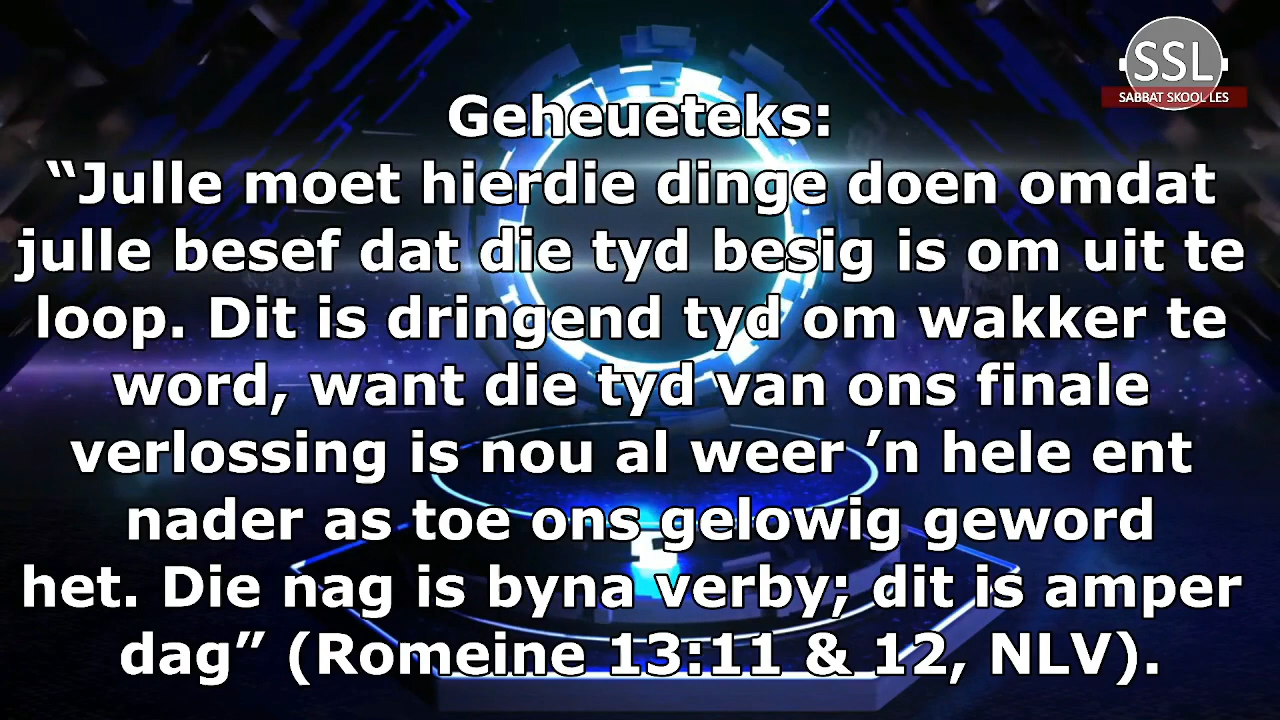 SSL
SABBAT SKOOL LES
Geheueteks:
“Julle moet hierdie dinge doen omdat
julle besef dat die tyd besig is om uit te
loop. Dit is dringend tyd om wakker te
word, want die tyd van ons finale
verlossing is nou al weer ’n hele ent
nader as toe ons gelowig geword
het. Die nag is byna verby; dit is amper
dag” (Romeine 13:11 & 12, NLV).